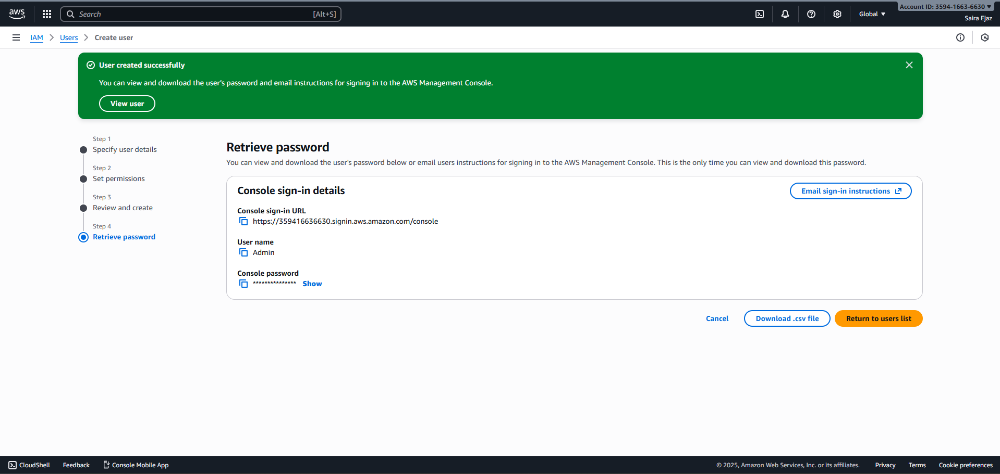 aws
Search [Alt+S]
Global
Account ID: 3594-1663-6630
Saira Ejaz
IAM > Users > Create user
User created successfully
You can view and download the user's password and email instructions for signing in to the AWS Management Console.
View user
Step 1
Specify user details
Step 2
Set permissions
Step 3
Review and create
Step 4
Retrieve password
Retrieve password
You can view and download the user's password below or email users instructions for signing in to the AWS Management Console. This is the only time you can view and download this password.
Console sign-in details
Email sign-in instructions
Console sign-in URL
https://359416636630.signin.aws.amazon.com/console
User name
Admin
Console password
*************** Show
Cancel
Download .csv file
Return to users list
CloudShell Feedback Console Mobile App © 2025, Amazon Web Services, Inc. or its affiliates. Privacy Terms Cookie preferences